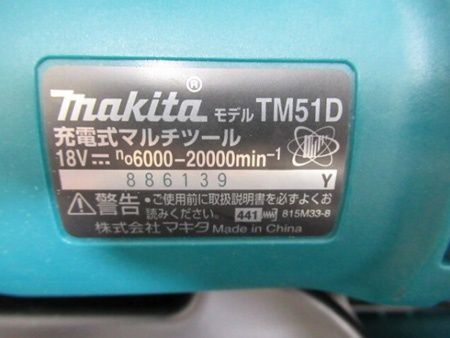 makita® モデル TM51D
充電式マルチツール
18V⎓ n₀6000-20000min⁻¹
886139 Y
⚠警告 ・ご使用前に取扱説明書を必ずよくお
読みください。 441 815M33-8
株式会社マキタ Made in China